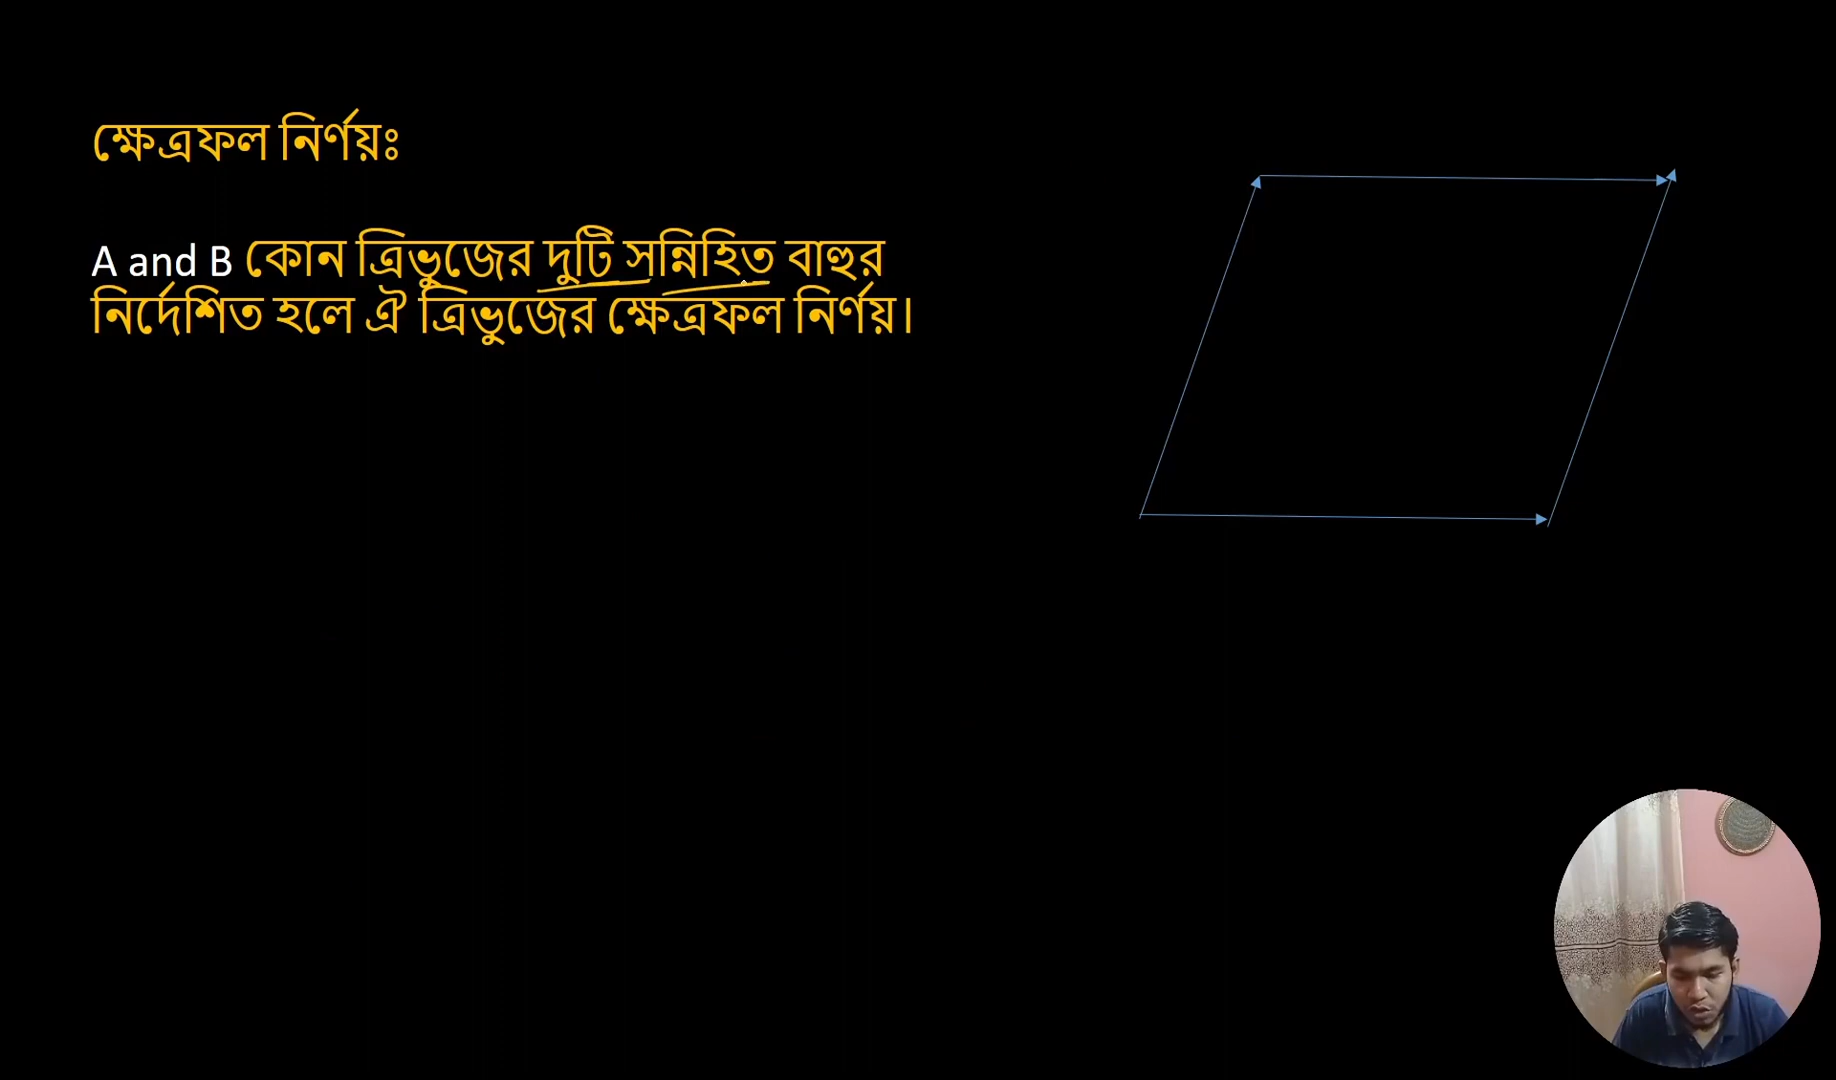 ক্ষেত্রফল নির্ণয়ঃ
A and B কোন ত্রিভুজের দুটি সন্নিহিত বাহুর
নির্দেশিত হলে ঐ ত্রিভুজের ক্ষেত্রফল নির্ণয়।